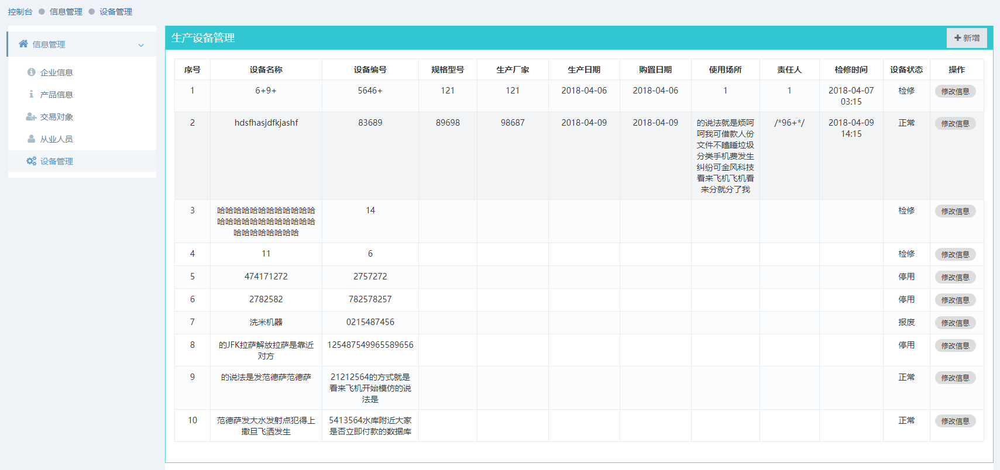 控制台 信息管理 设备管理
信息管理
企业信息
产品信息
交易对象
从业人员
设备管理
生产设备管理
新增
序号 设备名称 设备编号 规格型号 生产厂家 生产日期 购置日期 使用场所 责任人 检修时间 设备状态 操作
1 6+9+ 5646+ 121 121 2018-04-06 2018-04-06 1 1 2018-04-07 检修 修改信息
03:15
2 hdsfhasjdfkjashf 83689 89698 98687 2018-04-09 2018-04-09 的说法就是烦呵 /*96+*/ 2018-04-09 正常 修改信息
呵我可借款人份 14:15
文件不瞌睡垃圾
分类手机费发生
纠纷可金风科技
看来飞机飞机看
来分就分了我
3 哈哈哈哈哈哈哈哈哈哈哈哈 14 检修 修改信息
哈哈哈哈哈哈哈哈哈哈哈哈
哈哈哈哈哈哈哈哈
4 11 6 检修 修改信息
5 474171272 2757272 停用 修改信息
6 2782582 782578257 停用 修改信息
7 洗米机器 0215487456 报废 修改信息
8 的JFK拉萨解放拉萨是靠近 125487549965589656 停用 修改信息
对方
9 的说法是发范德萨范德萨 21212564的方式就是 正常 修改信息
看来飞机开始模仿的说
法是
10 范德萨发大水发射点犯得上 5413564水库附近大家 正常 修改信息
撒旦飞洒发生 是否立即付款的数据库